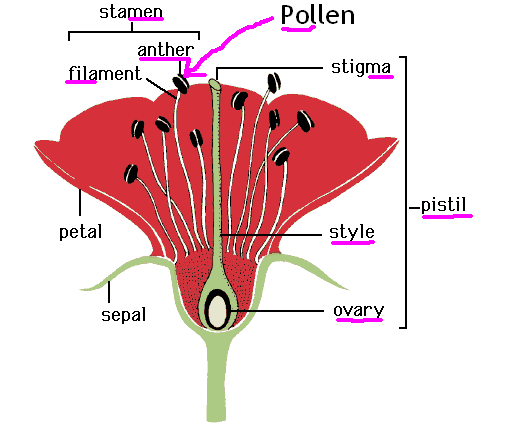 stamen
Pollen
anther
filament
stigma
pistil
petal
style
sepal
ovary